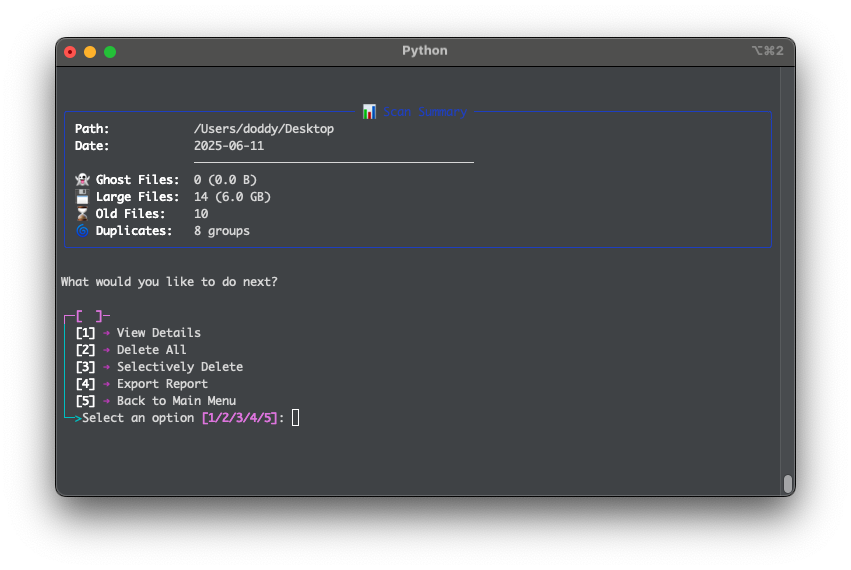 Python
⌥⌘2
Scan Summary
Path: /Users/doddy/Desktop
Date: 2025-06-11
Ghost Files: 0 (0.0 B)
Large Files: 14 (6.0 GB)
Old Files: 10
Duplicates: 8 groups
What would you like to do next?
[ ]
[1] → View Details
[2] → Delete All
[3] → Selectively Delete
[4] → Export Report
[5] → Back to Main Menu
>Select an option [1/2/3/4/5]: